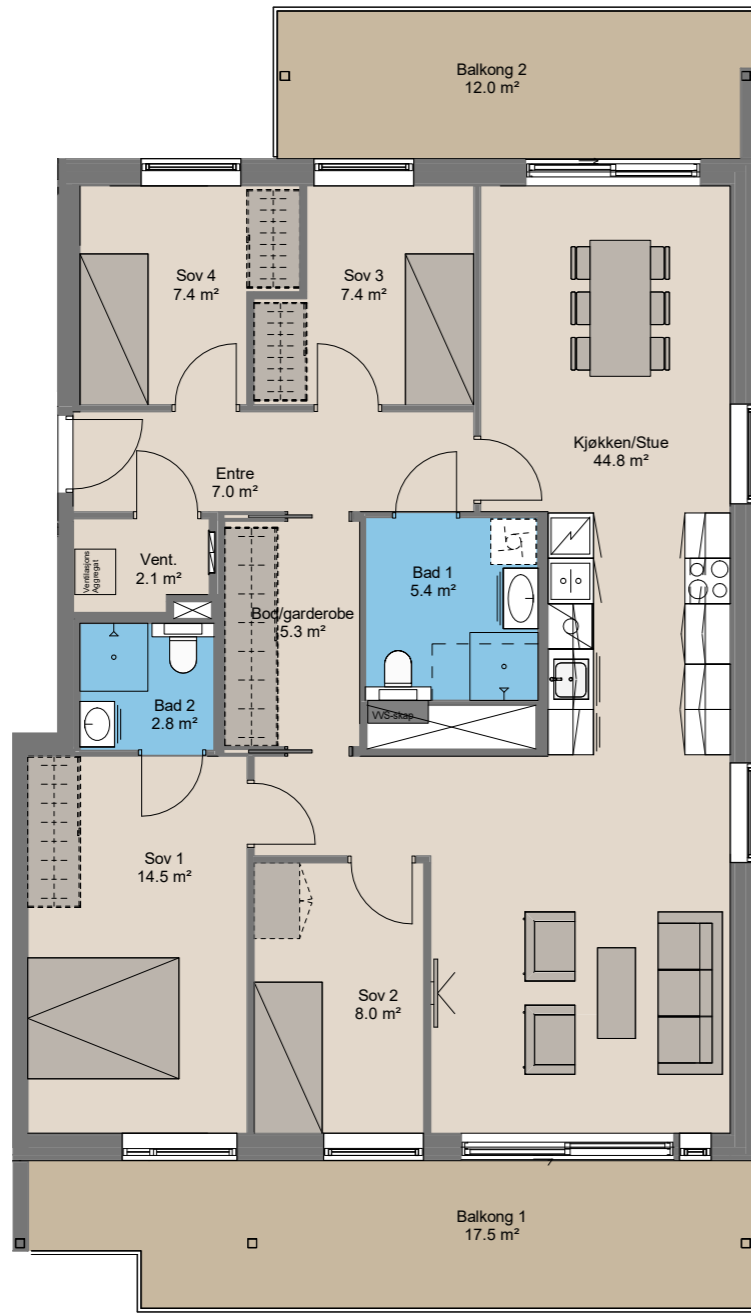 Balkong 2
12.0 m²
Sov 4
7.4 m²
Sov 3
7.4 m²
Kjøkken/Stue
44.8 m²
Entre
7.0 m²
Ventilasjons
Aggregat
Vent.
2.1 m²
Bod/garderobe
5.3 m²
Bad 1
5.4 m²
Bad 2
2.8 m²
VVS-skap
Sov 1
14.5 m²
Sov 2
8.0 m²
Balkong 1
17.5 m²